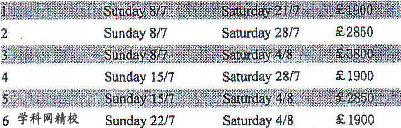 1 Sunday 8/7 Saturday 21/7 £1900
2 Sunday 8/7 Saturday 28/7 £2850
3 Sunday 8/7 Saturday 4/8 £3800
4 Sunday 15/7 Saturday 28/7 £1900
5 Sunday 15/7 Saturday 4/8 £2850
6 学科网精校 Sunday 22/7 Saturday 4/8 £1900